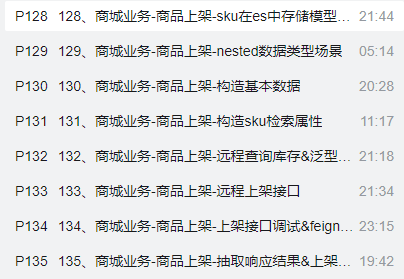 P128 128、商城业务-商品上架-sku在es中存储模型... 21:44
P129 129、商城业务-商品上架-nested数据类型场景 05:14
P130 130、商城业务-商品上架-构造基本数据 20:28
P131 131、商城业务-商品上架-构造sku检索属性 11:17
P132 132、商城业务-商品上架-远程查询库存&泛型... 21:18
P133 133、商城业务-商品上架-远程上架接口 21:34
P134 134、商城业务-商品上架-上架接口调试&feign... 23:15
P135 135、商城业务-商品上架-抽取响应结果&上架... 19:42